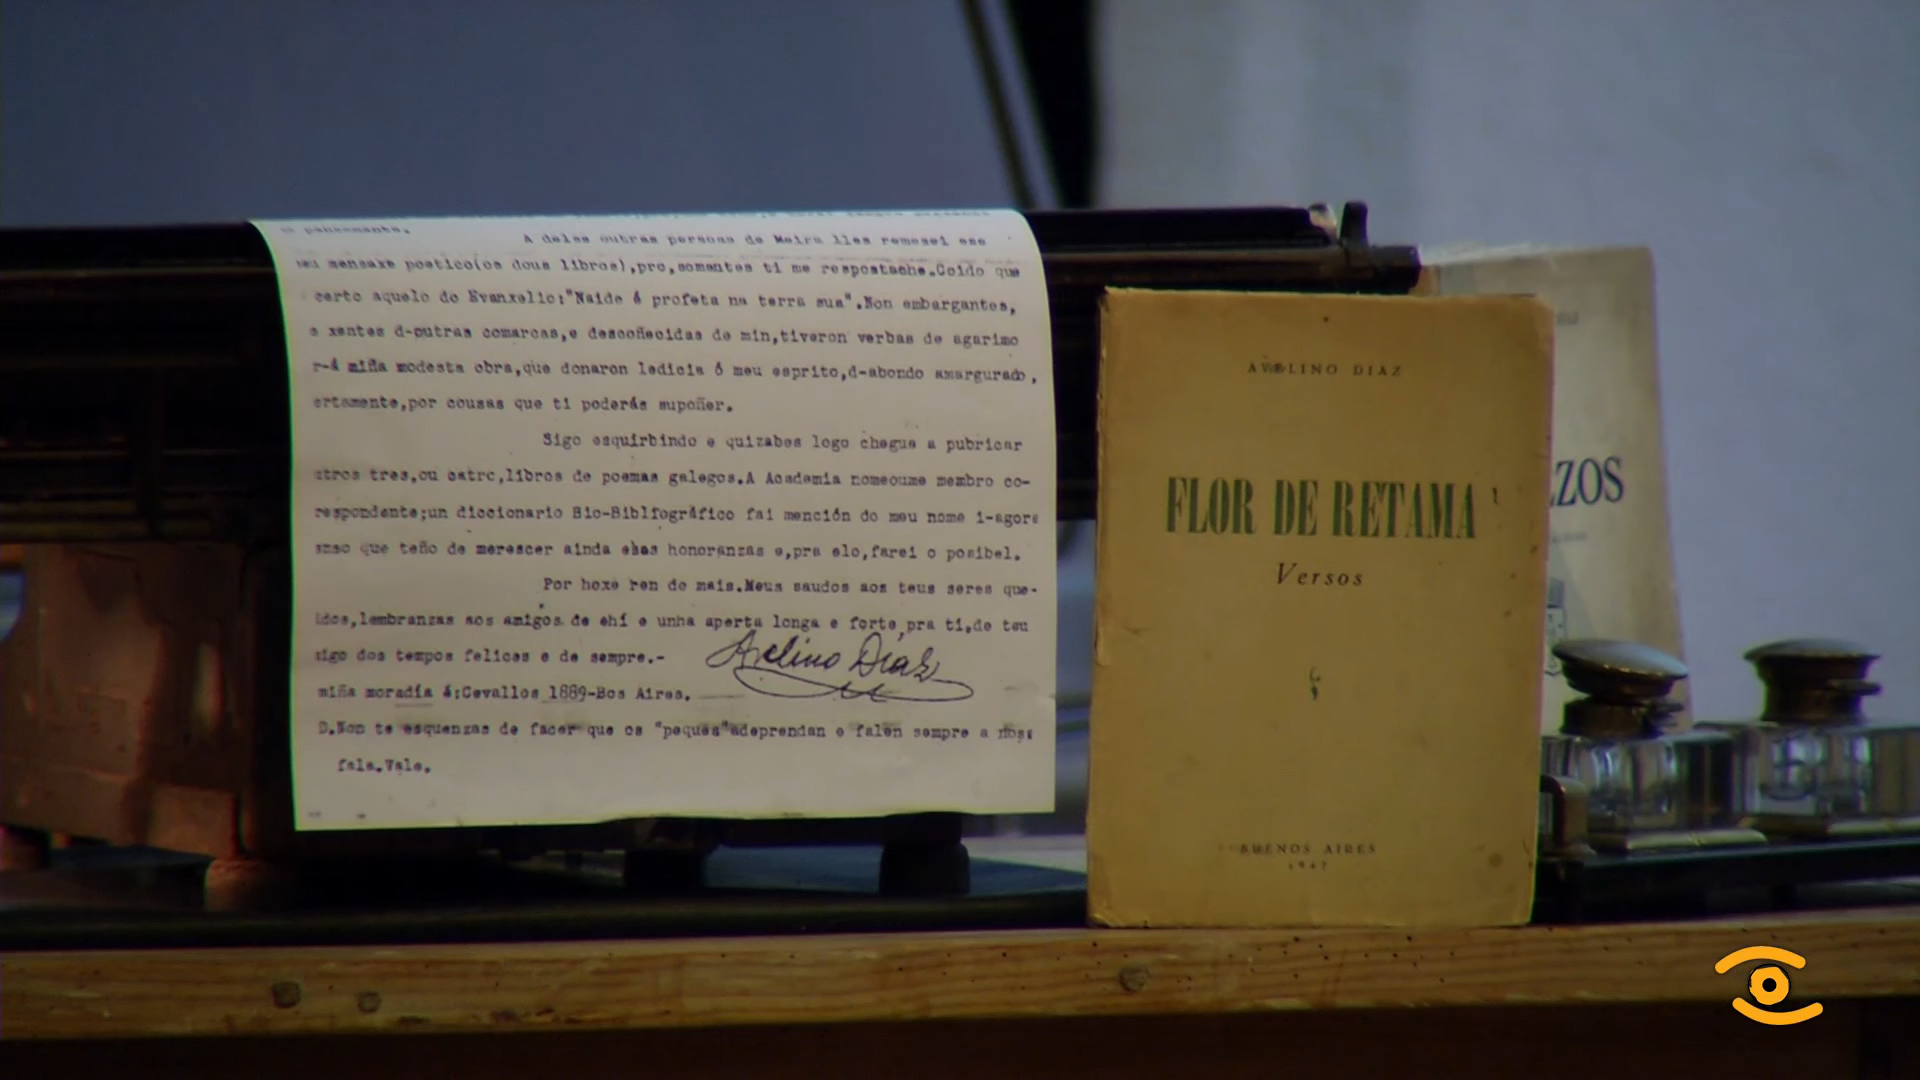 pensamento.
A delas outras persoas de Meira lles remesei ese
mensaxe poetico(os dous libros),pro,somentes ti me respostache.Coido que
certo aquelo do Evanxelio:"Naide é profeta na terra sua".Non embargantes,
xentes d-outras comarcas,e descoñecidas de min,tiveron verbas de agarimo
r-á miña modesta obra,que donaron ledicia ó meu esprito,d-abondo amargurado,
ertamente,por cousas que ti poderás supoñer.
Sigo esquirbindo e quizabes logo chegue a pubricar
tres,ou catro,libros de poemas galegos.A Academia nomeoume membro co-
respondente;un diccionario Bio-Bibliográfico fai mención do meu nome i-agora
que teño de merescer ainda esas honoranzas e,pra elo,farei o posibel.
Por hoxe ren de mais.Meus saudos aos teus seres que-
idos,lembranzas aos amigos de ehí e unha aperta longa e forte,pra ti,de teu
migo dos tempos felices e de sempre.-
Avelino Díaz
miña moradía é:Cevallos 1889-Bos Aires.
D.Non te esquenzas de facer que os "peques"adeprendan e falen sempre a nosa
fala.Vale.
AVELINO DIAZ
FLOR DE RETAMA
Versos
BUENOS AIRES
1947
ZOS